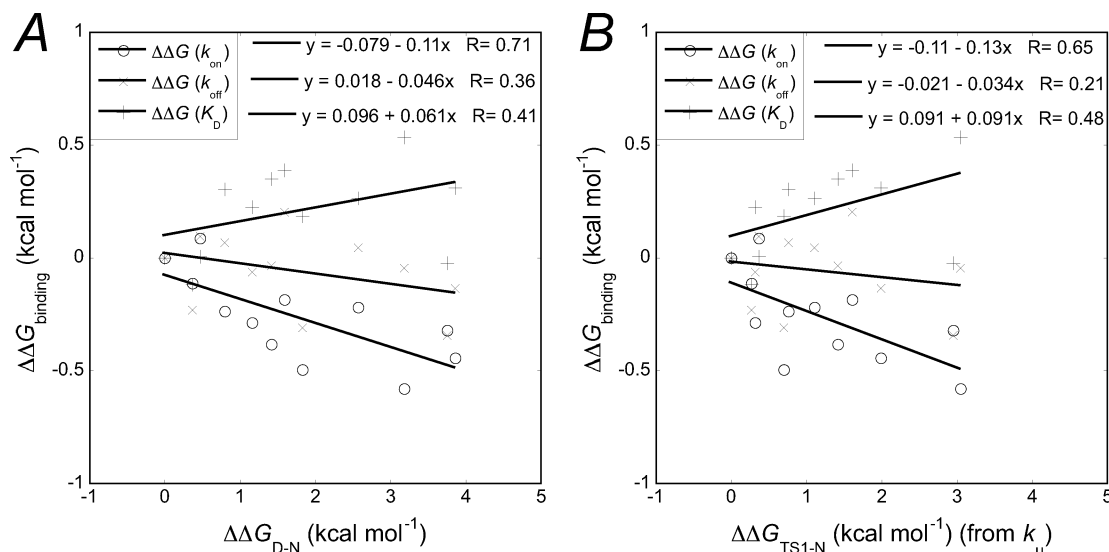 A
1
ΔΔG (kon) y = -0.079 - 0.11x R= 0.71
ΔΔG (koff) y = 0.018 - 0.046x R= 0.36
ΔΔG (KD) y = 0.096 + 0.061x R= 0.41
0.5
0
-0.5
-1
-1 0 1 2 3 4 5
ΔΔGbinding (kcal mol-1)
ΔΔGD-N (kcal mol-1)
B
1
ΔΔG (kon) y = -0.11 - 0.13x R= 0.65
ΔΔG (koff) y = -0.021 - 0.034x R= 0.21
ΔΔG (KD) y = 0.091 + 0.091x R= 0.48
0.5
0
-0.5
-1
-1 0 1 2 3 4 5
ΔΔGbinding (kcal mol-1)
ΔΔGTS1-N (kcal mol-1) (from ku)